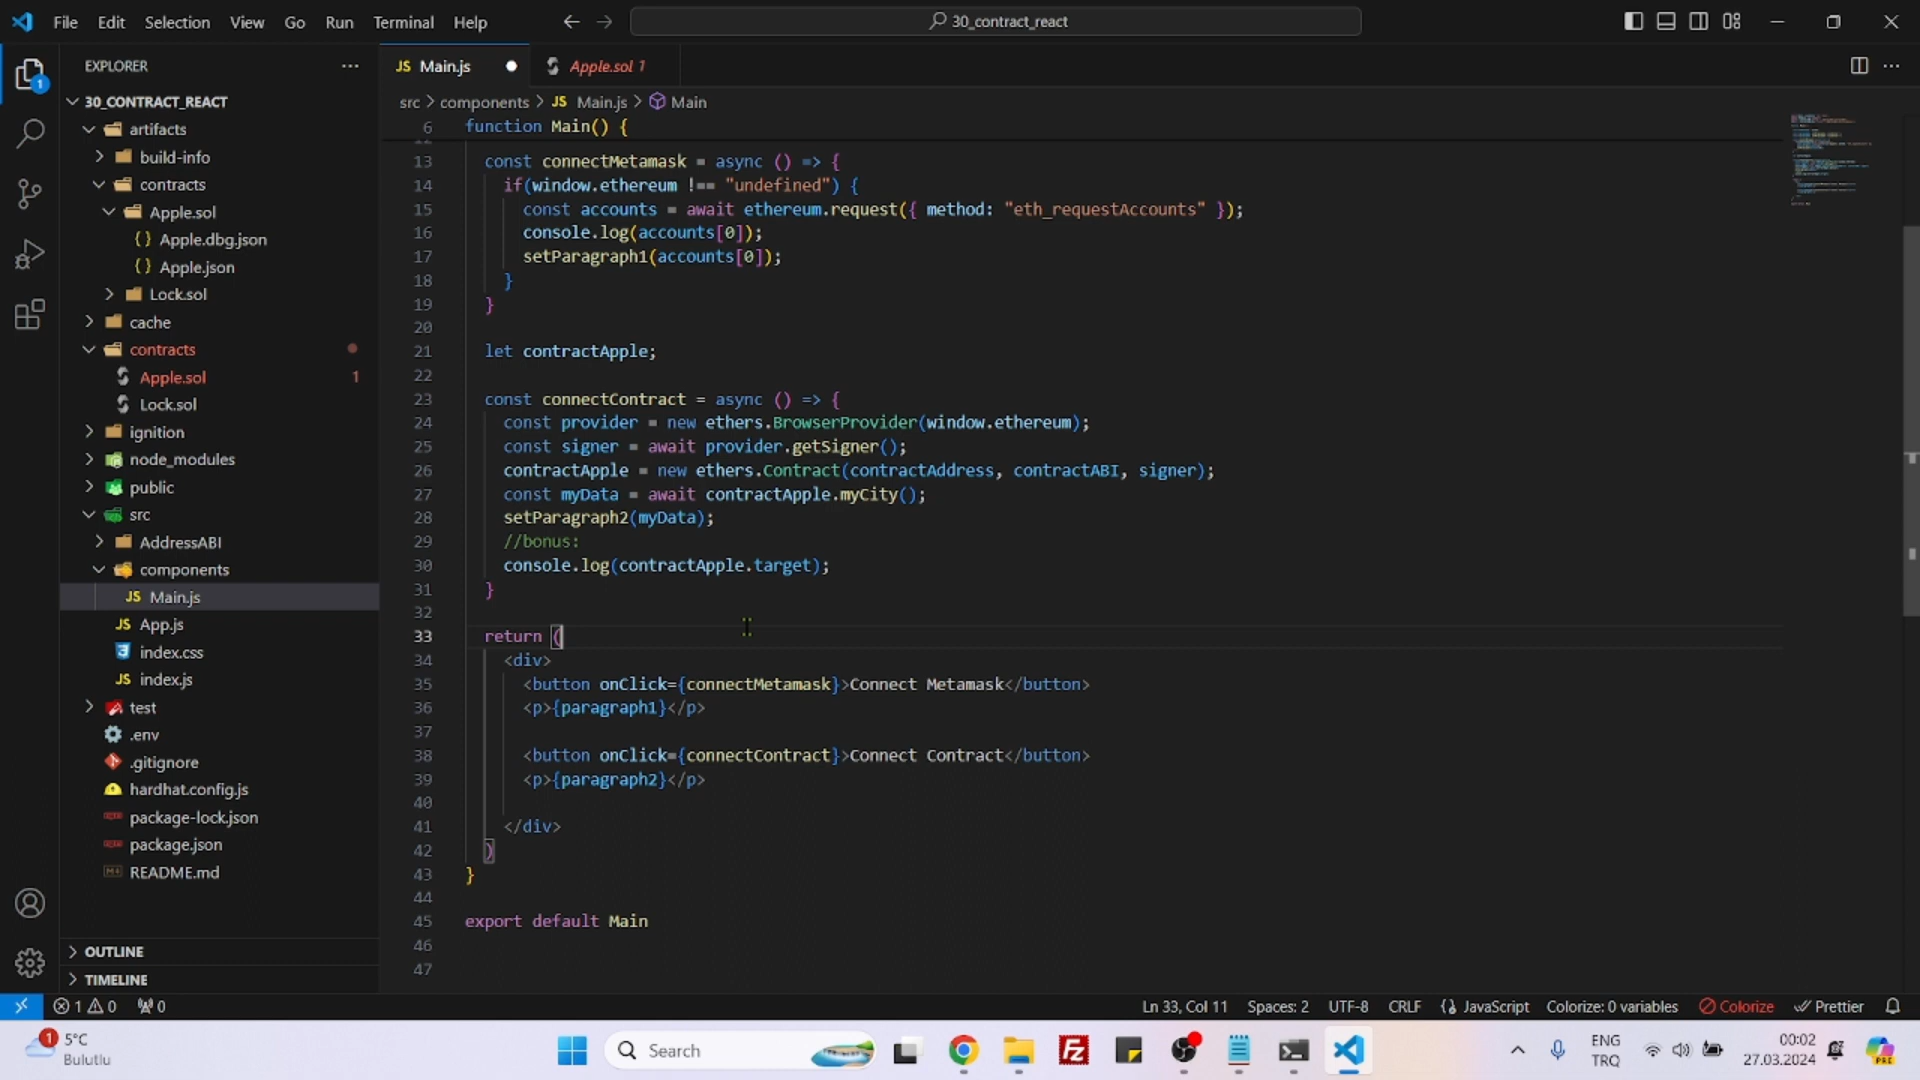 File Edit Selection View Go Run Terminal Help
30_contract_react
EXPLORER
30_CONTRACT_REACT
artifacts
build-info
contracts
Apple.sol
{} Apple.dbg.json
{} Apple.json
Lock.sol
cache
contracts
Apple.sol 1
Lock.sol
ignition
node_modules
public
src
AddressABI
components
JS Main.js
JS App.js
index.css
JS index.js
test
.env
.gitignore
hardhat.config.js
package-lock.json
package.json
README.md
OUTLINE
TIMELINE
JS Main.js
Apple.sol 1
src > components > JS Main.js > Main
6 function Main() {
13 const connectMetamask = async () => {
14 if(window.ethereum !== "undefined") {
15 const accounts = await ethereum.request({ method: "eth_requestAccounts" });
16 console.log(accounts[0]);
17 setParagraph1(accounts[0]);
18 }
19 }
20
21 let contractApple;
22
23 const connectContract = async () => {
24 const provider = new ethers.BrowserProvider(window.ethereum);
25 const signer = await provider.getSigner();
26 contractApple = new ethers.Contract(contractAddress, contractABI, signer);
27 const myData = await contractApple.myCity();
28 setParagraph2(myData);
29 //bonus:
30 console.log(contractApple.target);
31 }
32
33 return (
34 <div>
35 <button onClick={connectMetamask}>Connect Metamask</button>
36 <p>{paragraph1}</p>
37
38 <button onClick={connectContract}>Connect Contract</button>
39 <p>{paragraph2}</p>
40
41 </div>
42 )
43 }
44
45 export default Main
46
47
1 0 0
Ln 33, Col 11 Spaces: 2 UTF-8 CRLF {} JavaScript Colorize: 0 variables Colorize Prettier
1 5°C
Bulutlu
Search
ENG
TRQ
00:02
27.03.2024
PRE